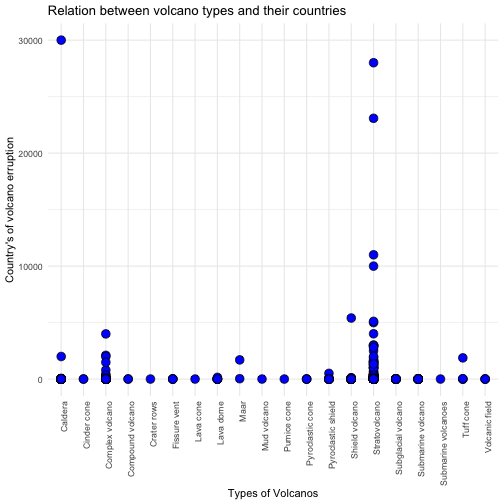 Relation between volcano types and their countries
Country's of volcano erruption
30000
20000
10000
0
Caldera
Cinder cone
Complex volcano
Compound volcano
Crater rows
Fissure vent
Lava cone
Lava dome
Maar
Mud volcano
Pumice cone
Pyroclastic cone
Pyroclastic shield
Shield volcano
Stratovolcano
Subglacial volcano
Submarine volcano
Submarine volcanoes
Tuff cone
Volcanic field
Types of Volcanos